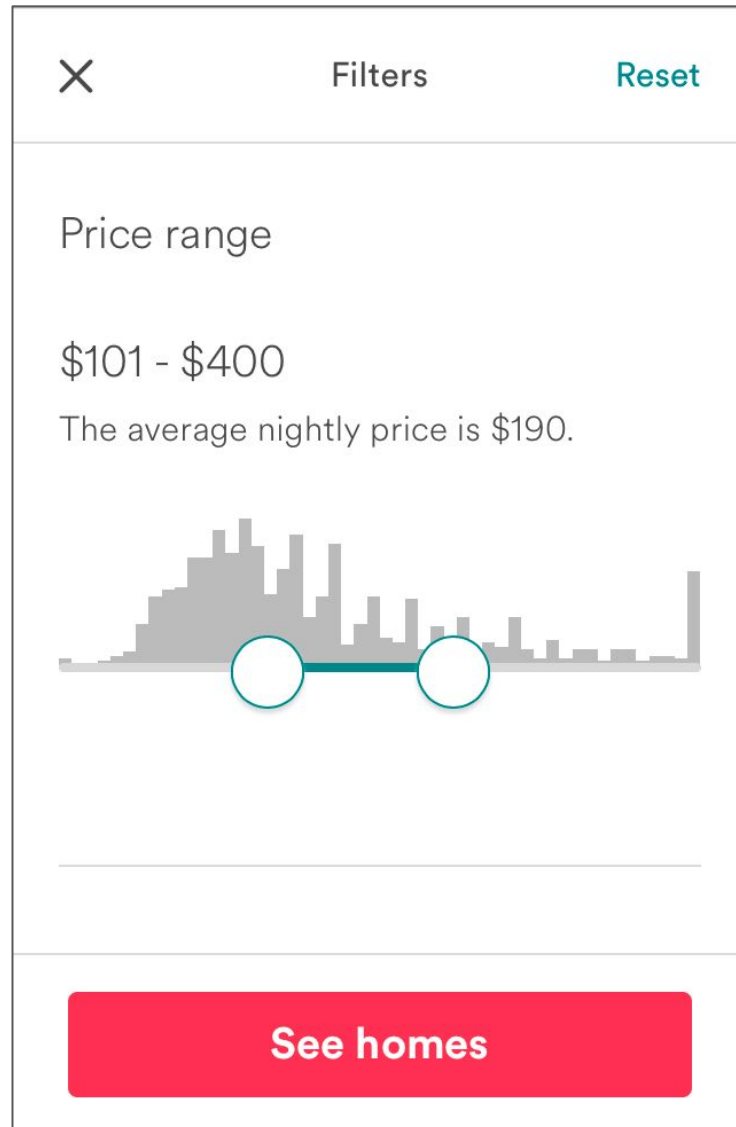 Filters
Reset
Price range
$101 - $400
The average nightly price is $190.
See homes